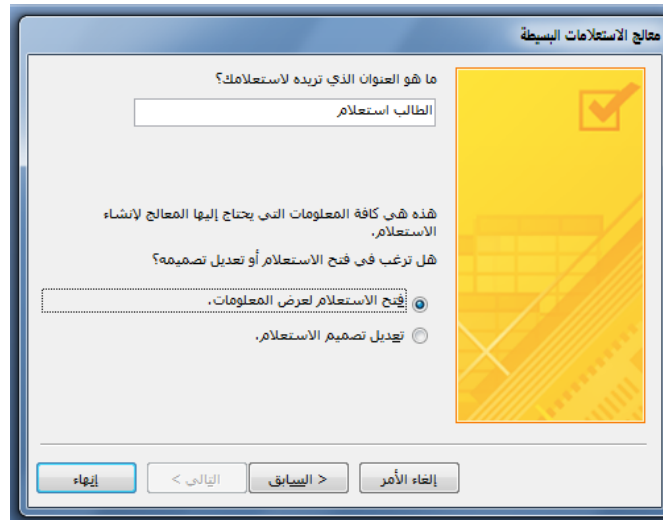 معالج الاستعلامات البسيطة
ما هو العنوان الذي تريده لاستعلامك؟
الطالب استعلام
هذه هي كافة المعلومات التي يحتاج إليها المعالج لإنشاء
الاستعلام.
هل ترغب في فتح الاستعلام أو تعديل تصميمه؟
فتح الاستعلام لعرض المعلومات.
تعديل تصميم الاستعلام.
إلغاء الأمر
< السابق
التالي >
إنهاء